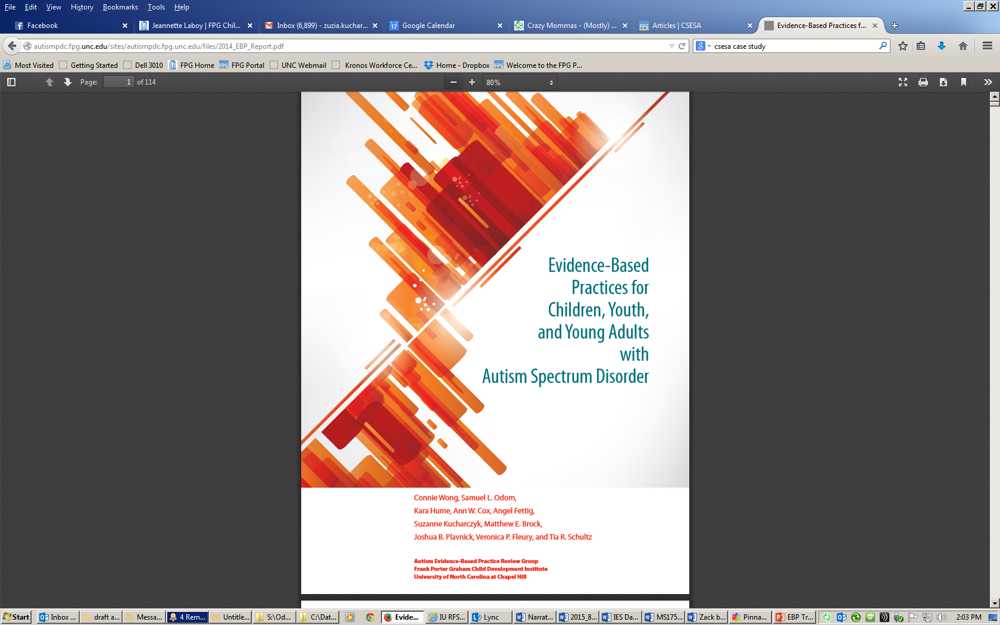 File Edit View History Bookmarks Tools Help
Facebook Jeannette Laboy | FPG Chil... Inbox (6,899) - zuzia.kuchar... Google Calendar Crazy Mommas - (Mostly) ... Articles | CSESA Evidence-Based Practices f...
autismpdc.fpg.unc.edu/sites/autismpdc.fpg.unc.edu/files/2014_EBP_Report.pdf csesa case study
Most Visited Getting Started Dell 3010 FPG Home FPG Portal UNC Webmail Kronos Workforce Ce... Home - Dropbox Welcome to the FPG P...
Page: 1 of 114 80%
Evidence-Based
Practices for
Children, Youth,
and Young Adults
with
Autism Spectrum Disorder
Connie Wong, Samuel L. Odom,
Kara Hume, Ann W. Cox, Angel Fettig,
Suzanne Kucharczyk, Matthew E. Brock,
Joshua B. Plavnick, Veronica P. Fleury, and Tia R. Schultz
Autism Evidence-Based Practice Review Group
Frank Porter Graham Child Development Institute
University of North Carolina at Chapel Hill
Start Inbox ... draft a... Messa... 4 Rem... Untitle... S:\Od... C:\Dat... Evide... IU RFS... Lync Narrat... 2015_8... IES Da... MS175... Zack b... Pinna... EBP Tr... 2:03 PM